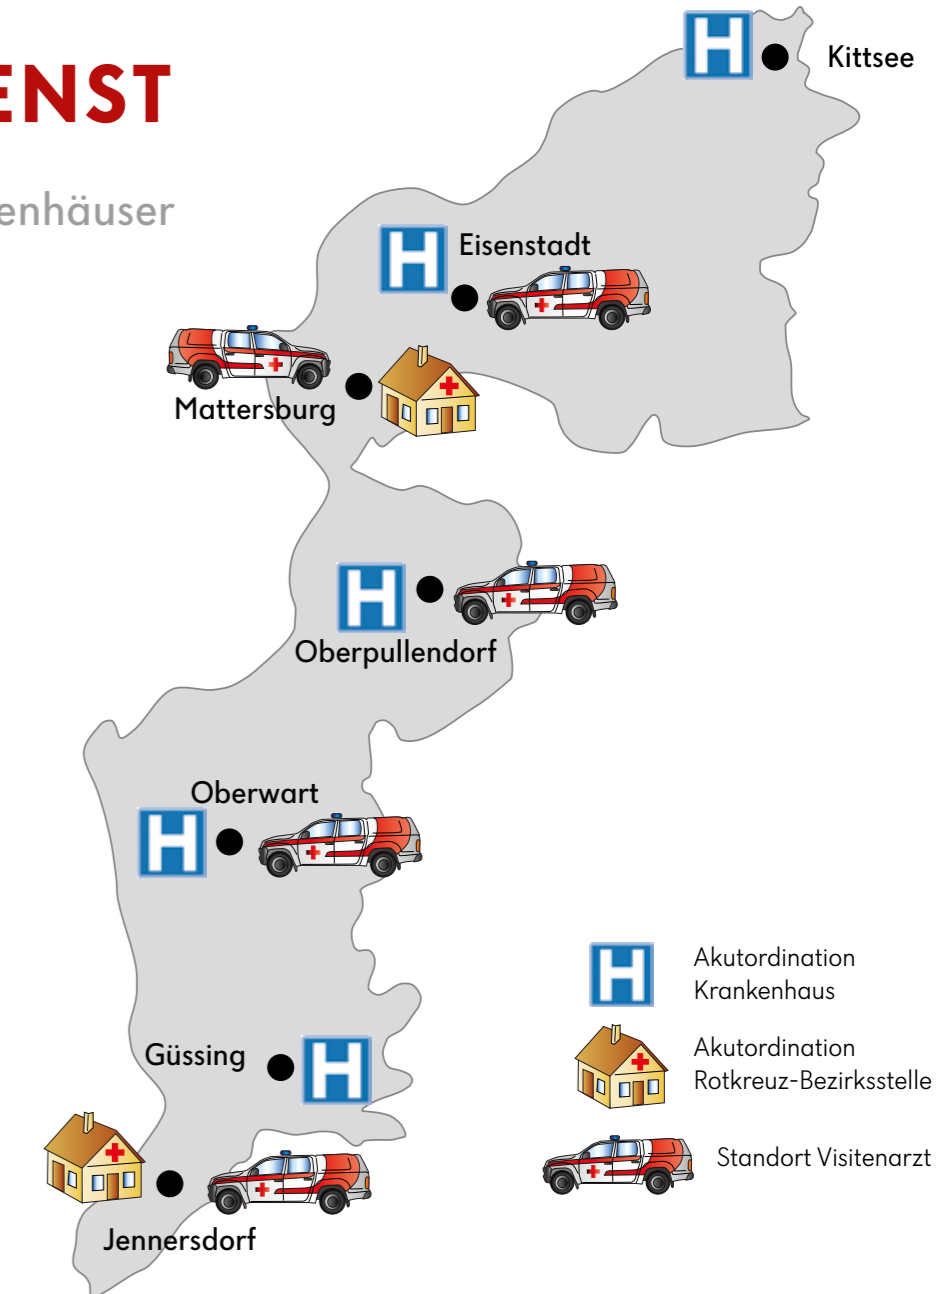 ENST
enhäuser
Kittsee
Eisenstadt
Mattersburg
Oberpullendorf
Oberwart
Güssing
Jennersdorf
Akutordination
Krankenhaus
Akutordination
Rotkreuz-Bezirksstelle
Standort Visitenarzt